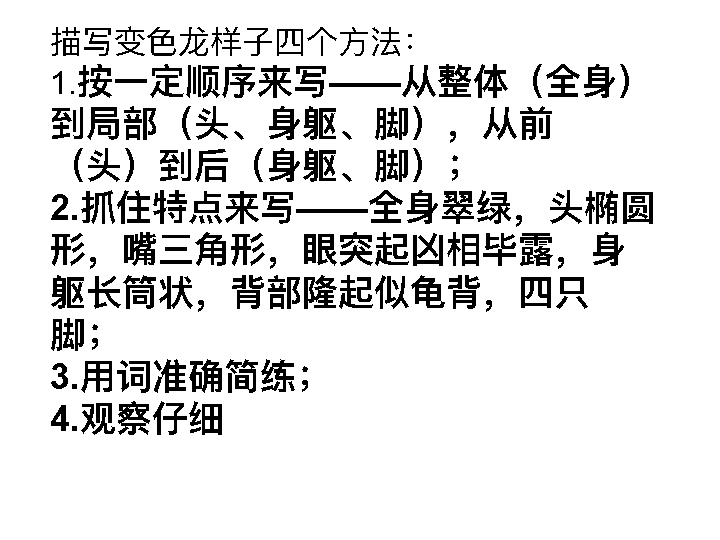 描写变色龙样子四个方法：
1.按一定顺序来写——从整体（全身）
到局部（头、身躯、脚），从前
（头）到后（身躯、脚）；
2.抓住特点来写——全身翠绿，头椭圆
形，嘴三角形，眼突起凶相毕露，身
躯长筒状，背部隆起似龟背，四只
脚；
3.用词准确简练；
4.观察仔细